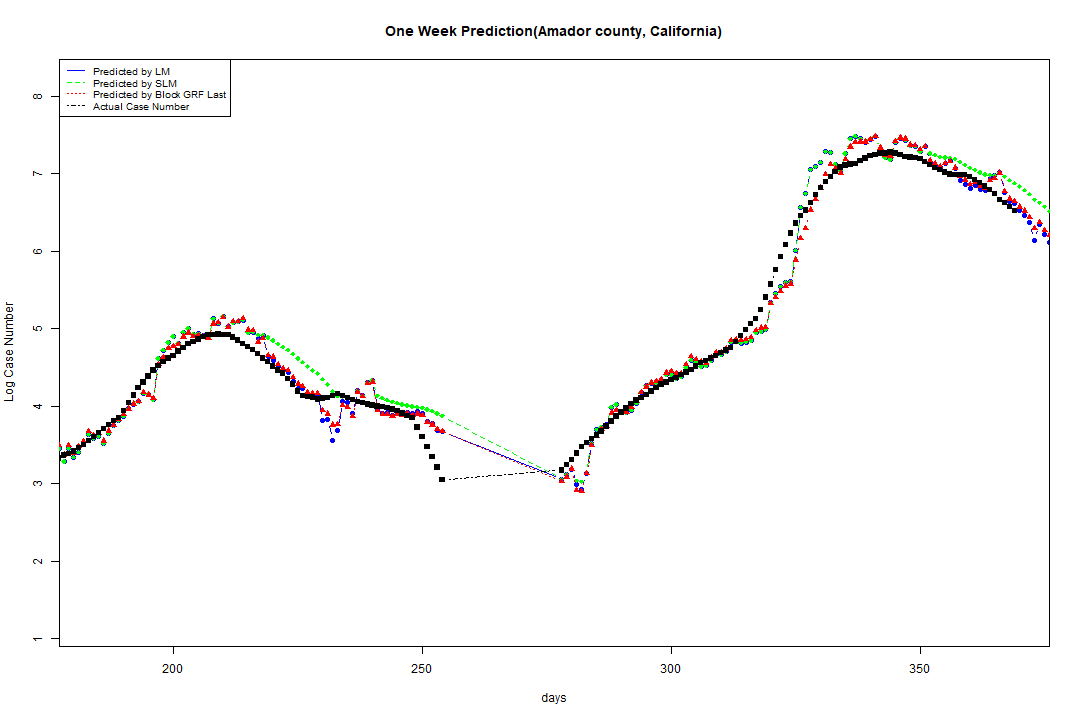 One Week Prediction(Amador county, California)
Predicted by LM
Predicted by SLM
Predicted by Block GRF Last
Actual Case Number
Log Case Number
8
7
6
5
4
3
2
1
200
250
300
350
days